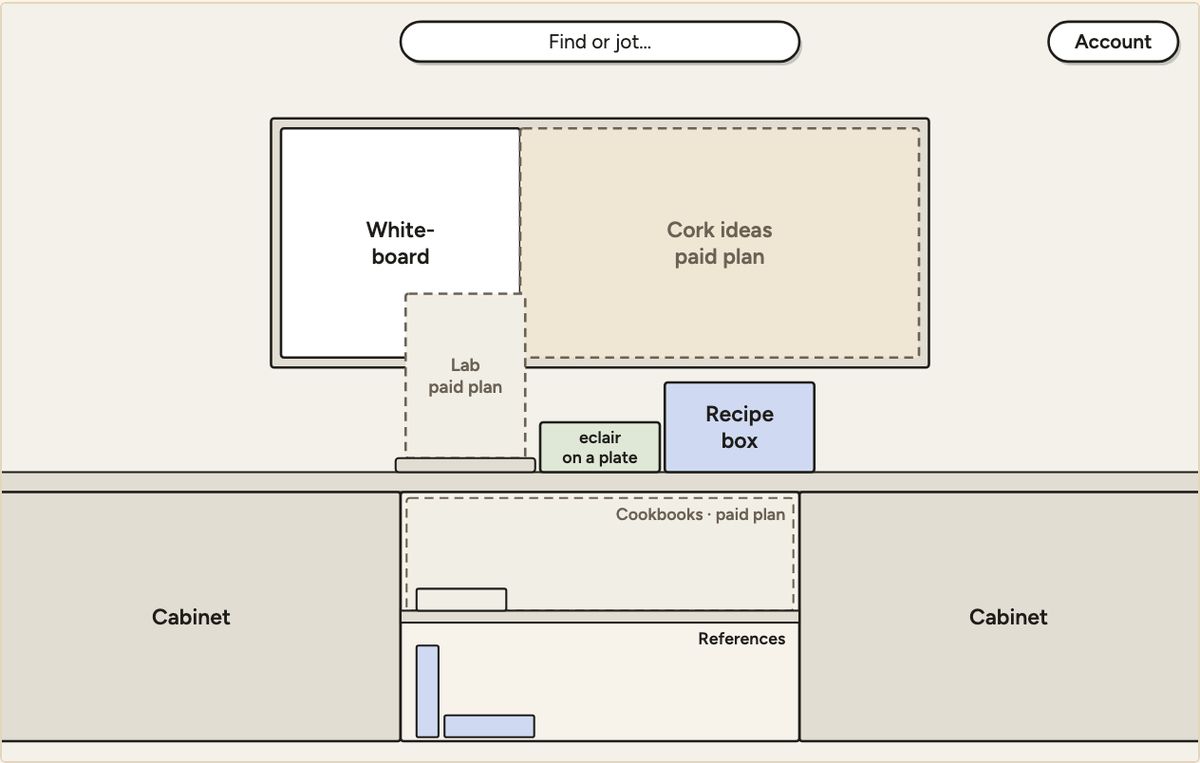 Find or jot...
Account
White-
board
Cork ideas
paid plan
Lab
paid plan
eclair
on a plate
Recipe
box
Cookbooks · paid plan
Cabinet
References
Cabinet